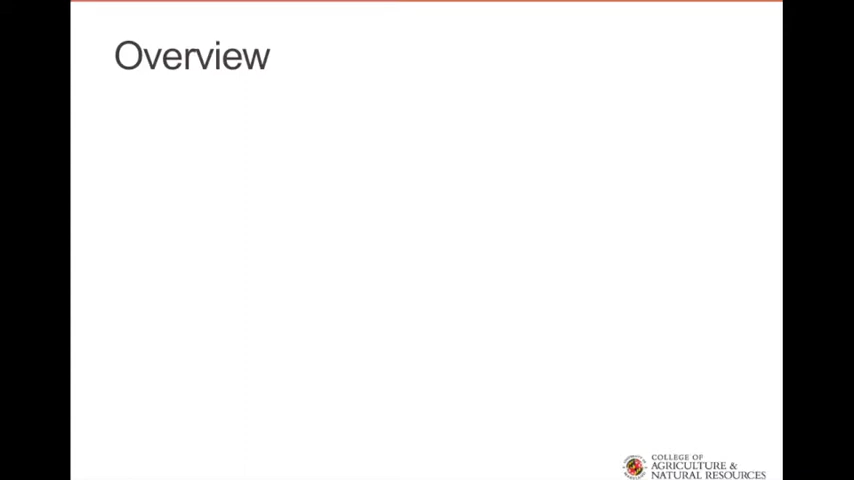 Overview
COLLEGE OF
AGRICULTURE &
NATURAL RESOURCES